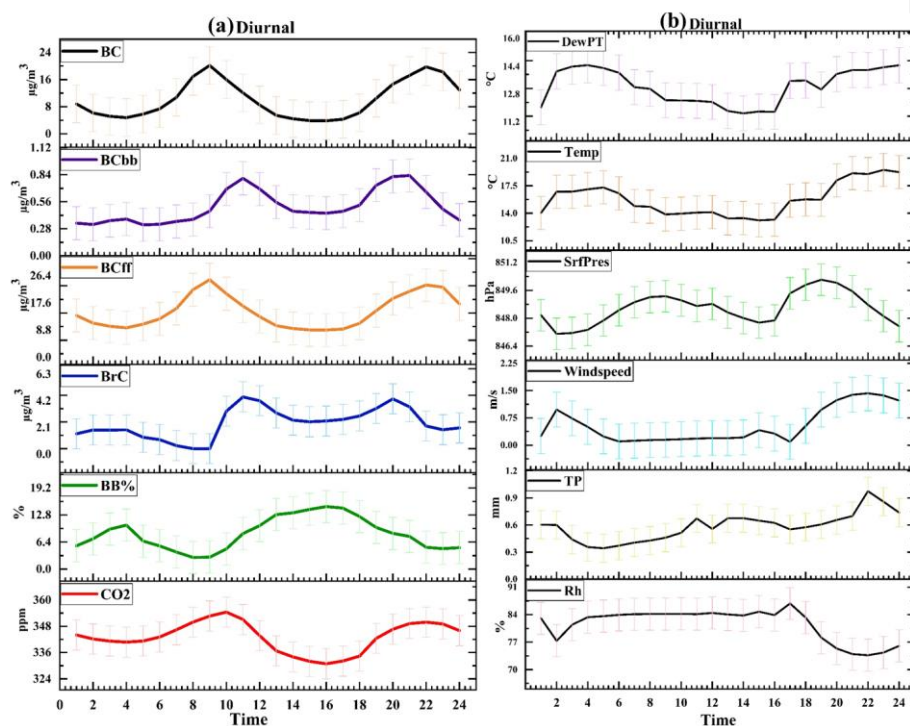 (a) Diurnal
BC
µg/m³
24
16
8
0
BCbb
µg/m³
1.12
0.84
0.56
0.28
0.00
BCff
µg/m³
26.4
17.6
8.8
0.0
BrC
µg/m³
6.3
4.2
2.1
0.0
BB%
%
19.2
12.8
6.4
0.0
CO2
ppm
360
348
336
324
0 2 4 6 8 10 12 14 16 18 20 22 24
Time
(b) Diurnal
DewPT
°C
16.0
14.4
12.8
11.2
Temp
°C
21.0
17.5
14.0
10.5
SrfPres
hPa
851.2
849.6
848.0
846.4
Windspeed
m/s
2.25
1.50
0.75
0.00
TP
mm
1.2
0.9
0.6
0.3
0.0
Rh
%
84
77
70
2 4 6 8 10 12 14 16 18 20 22 24
Time